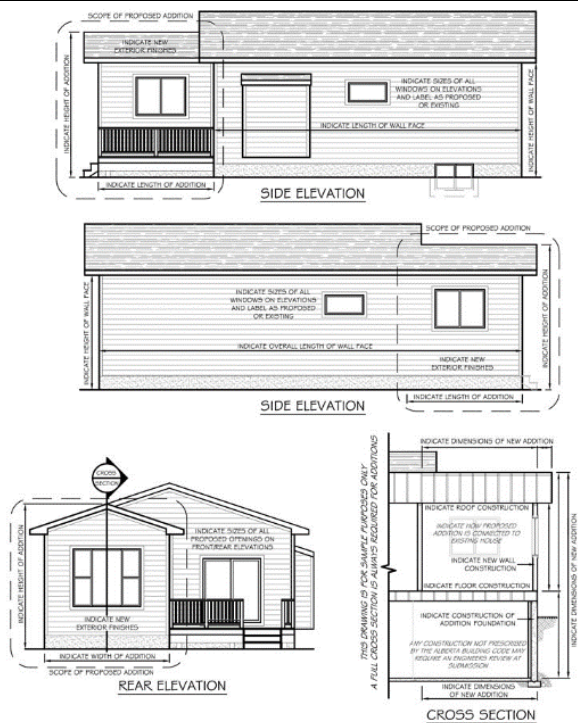 SCOPE OF PROPOSED ADDITION
INDICATE NEW
EXTERIOR FINISHES
INDICATE HEIGHT OF ADDITION
INDICATE SIZES OF ALL
WINDOWS ON ELEVATIONS
AND LABEL AS PROPOSED
OR EXISTING
INDICATE LENGTH OF WALL FACE
INDICATE HEIGHT OF WALL FACE
INDICATE LENGTH OF ADDITION
SIDE ELEVATION
SCOPE OF PROPOSED ADDITION
INDICATE SIZES OF ALL
WINDOWS ON ELEVATIONS
AND LABEL AS PROPOSED
OR EXISTING
INDICATE HEIGHT OF WALL FACE
INDICATE HEIGHT OF ADDITION
INDICATE OVERALL LENGTH OF WALL FACE
INDICATE NEW
EXTERIOR FINISHES
INDICATE LENGTH OF ADDITION
SIDE ELEVATION
CROSS
SECTION
INDICATE HEIGHT OF ADDITION
INDICATE SIZES OF ALL
PROPOSED OPENINGS ON
FRONT/REAR ELEVATIONS
INDICATE NEW
EXTERIOR FINISHES
INDICATE WIDTH OF ADDITION
SCOPE OF PROPOSED ADDITION
REAR ELEVATION
THIS DRAWING IS FOR SAMPLE PURPOSES ONLY
A FULL CROSS SECTION IS ALWAYS REQUIRED FOR ADDITIONS
INDICATE DIMENSIONS OF NEW ADDITION
INDICATE ROOF CONSTRUCTION
INDICATE HOW PROPOSED
ADDITION IS CONNECTED TO
EXISTING HOUSE
INDICATE NEW WALL
CONSTRUCTION
INDICATE FLOOR CONSTRUCTION
INDICATE CONSTRUCTION OF
ADDITION FOUNDATION
ANY CONSTRUCTION NOT PRESCRIBED
BY THE ALBERTA BUILDING CODE MAY
REQUIRE AN ENGINEERS REVIEW AT
SUBMISSION
INDICATE DIMENSIONS OF NEW ADDITION
INDICATE DIMENSIONS
OF NEW ADDITION
CROSS SECTION